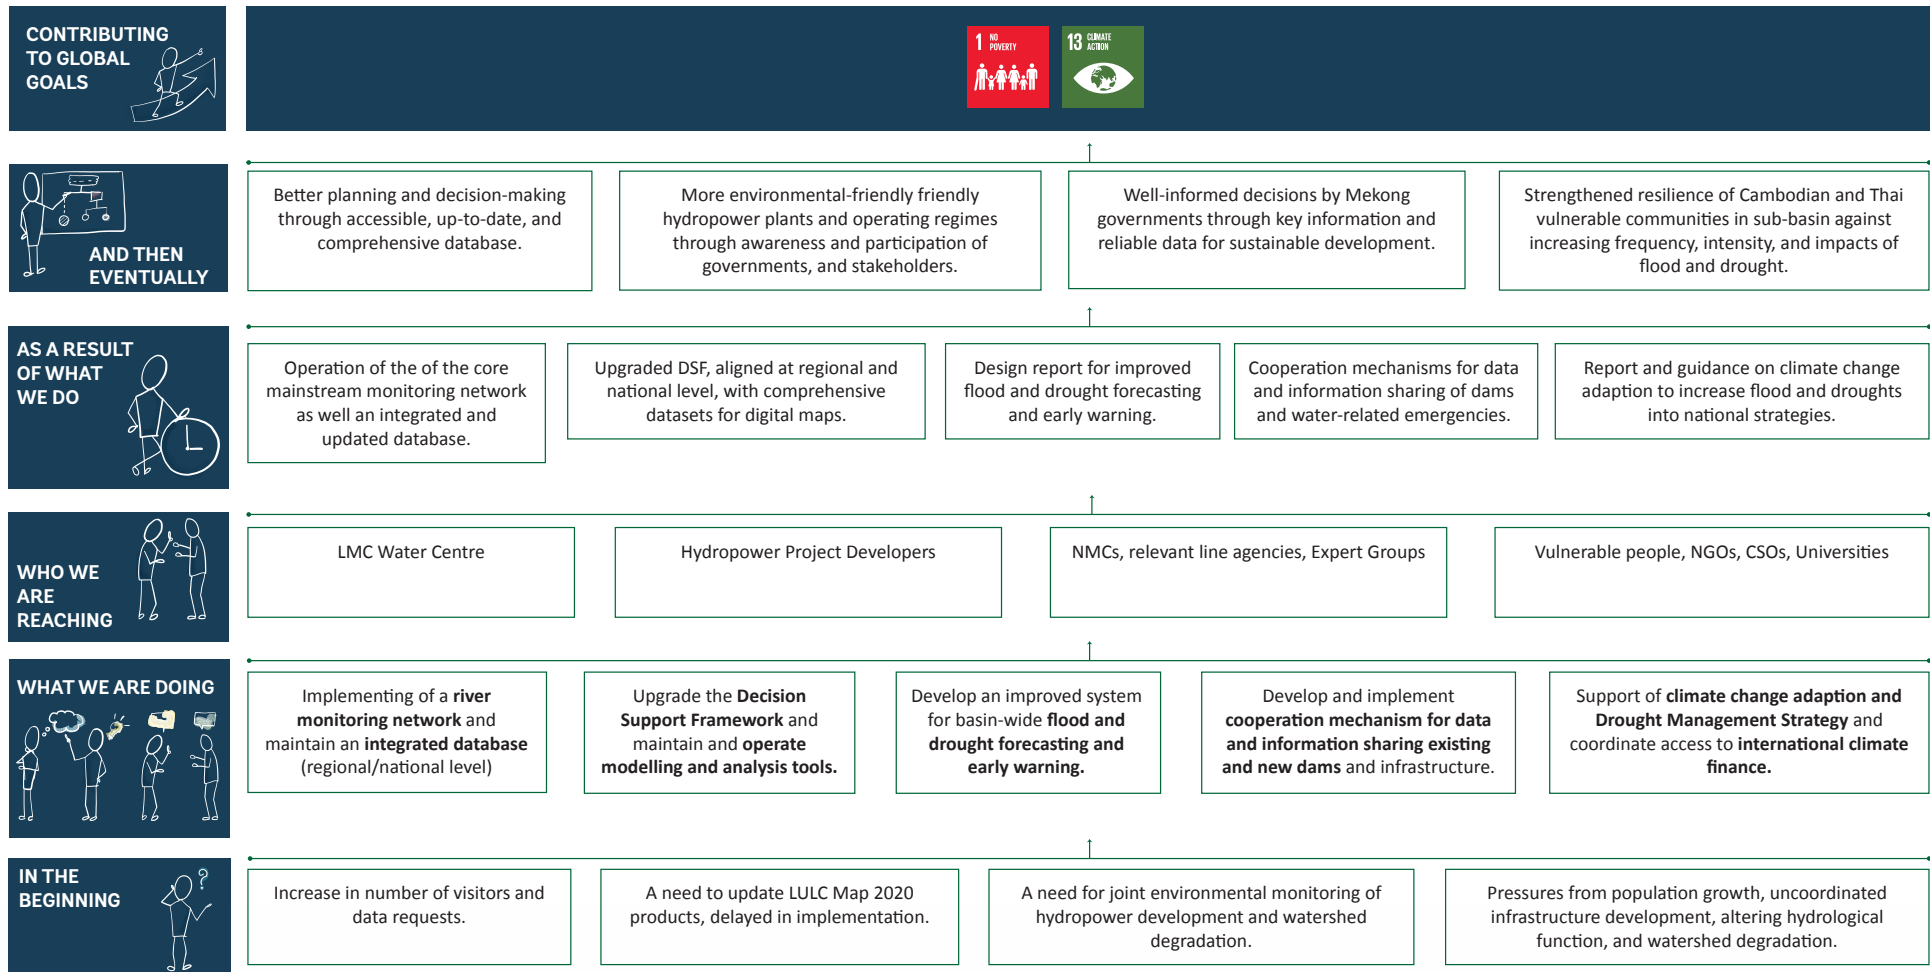 CONTRIBUTING
TO GLOBAL
GOALS
1 NO
POVERTY
13 CLIMATE
ACTION
AND THEN
EVENTUALLY
Better planning and decision-making
through accessible, up-to-date, and
comprehensive database.
More environmental-friendly friendly
hydropower plants and operating regimes
through awareness and participation of
governments, and stakeholders.
Well-informed decisions by Mekong
governments through key information and
reliable data for sustainable development.
Strengthened resilience of Cambodian and Thai
vulnerable communities in sub-basin against
increasing frequency, intensity, and impacts of
flood and drought.
AS A RESULT
OF WHAT
WE DO
Operation of the of the core
mainstream monitoring network
as well an integrated and
updated database.
Upgraded DSF, aligned at regional and
national level, with comprehensive
datasets for digital maps.
Design report for improved
flood and drought forecasting
and early warning.
Cooperation mechanisms for data
and information sharing of dams
and water-related emergencies.
Report and guidance on climate change
adaption to increase flood and droughts
into national strategies.
WHO WE
ARE
REACHING
LMC Water Centre
Hydropower Project Developers
NMCs, relevant line agencies, Expert Groups
Vulnerable people, NGOs, CSOs, Universities
WHAT WE ARE DOING
Implementing of a river
monitoring network and
maintain an integrated database
(regional/national level)
Upgrade the Decision
Support Framework and
maintain and operate
modelling and analysis tools.
Develop an improved system
for basin-wide flood and
drought forecasting and
early warning.
Develop and implement
cooperation mechanism for data
and information sharing existing
and new dams and infrastructure.
Support of climate change adaption and
Drought Management Strategy and
coordinate access to international climate
finance.
IN THE
BEGINNING
?
Increase in number of visitors and
data requests.
A need to update LULC Map 2020
products, delayed in implementation.
A need for joint environmental monitoring of
hydropower development and watershed
degradation.
Pressures from population growth, uncoordinated
infrastructure development, altering hydrological
function, and watershed degradation.